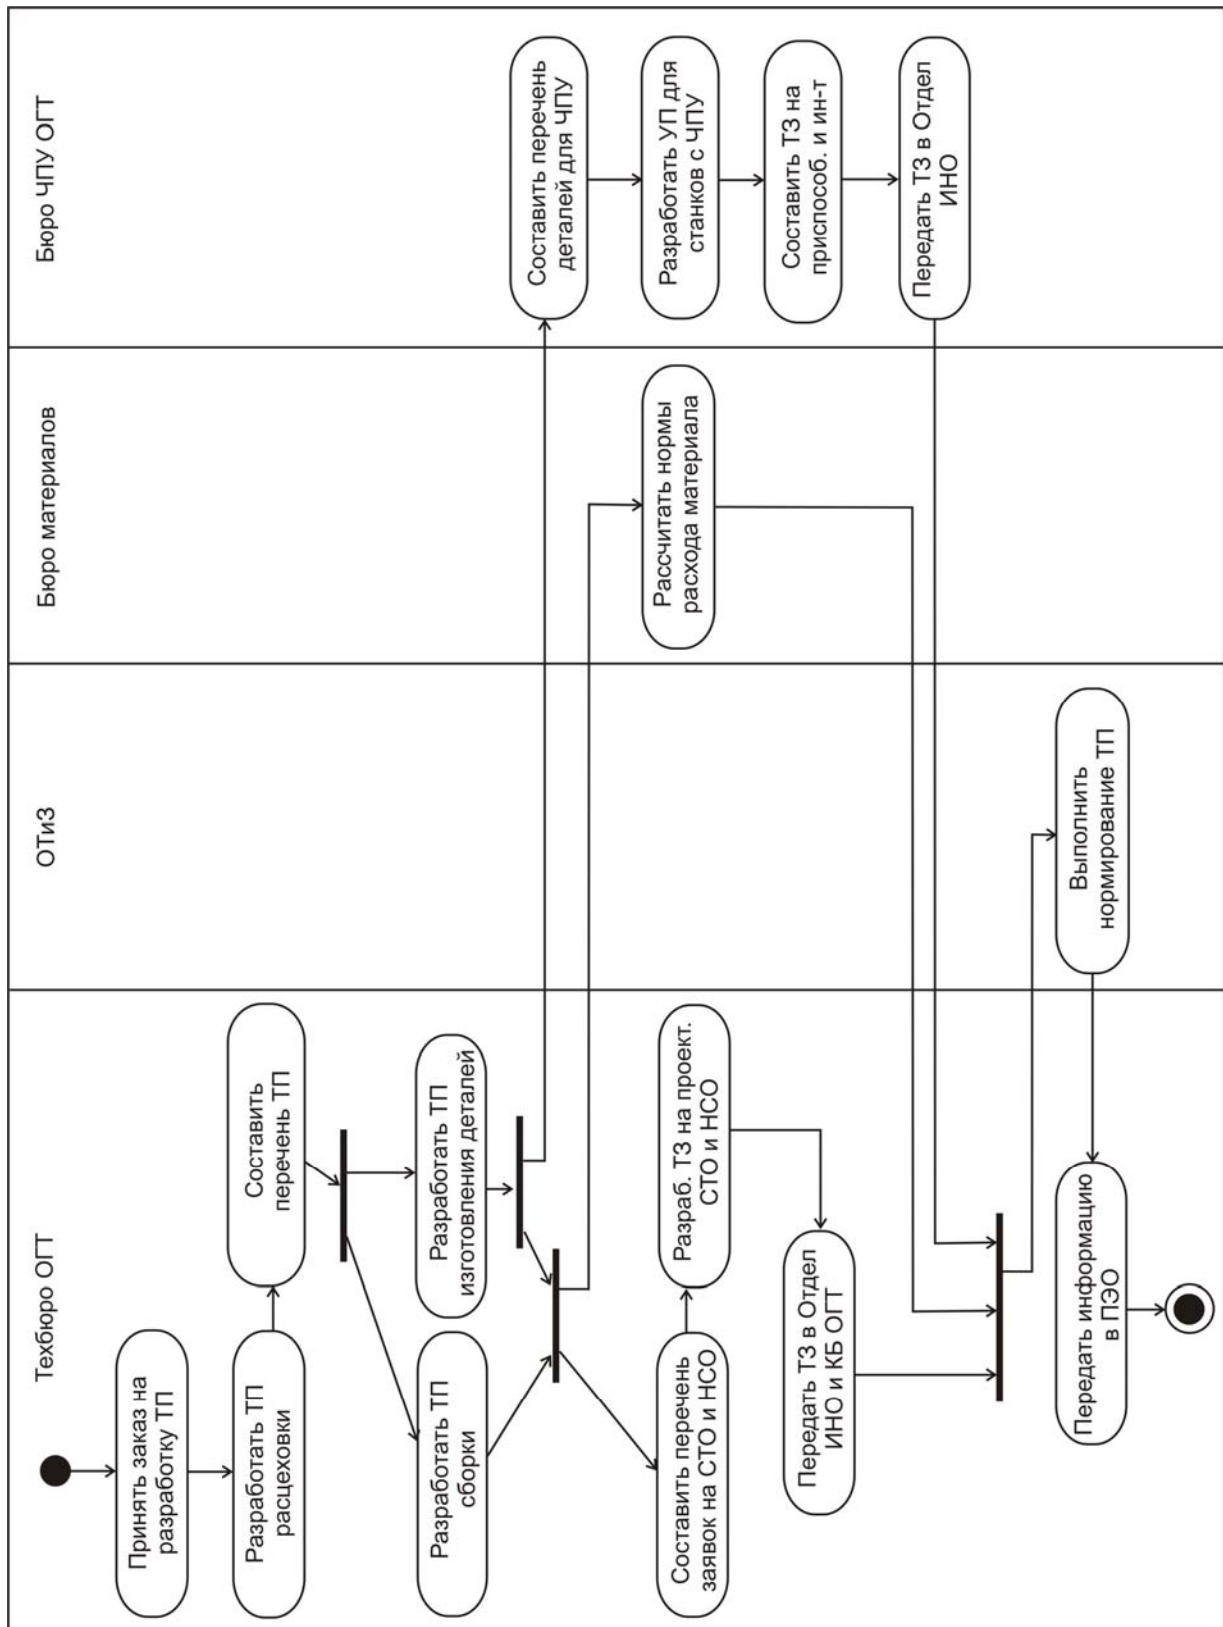 Техбюро ОГТ
ОТиЗ
Бюро материалов
Бюро ЧПУ ОГТ
Принять заказ на
разработку ТП
Разработать ТП
расцеховки
Составить
перечень ТП
Разработать ТП
сборки
Разработать ТП
изготовления деталей
Составить перечень
заявок на СТО и НСО
Разраб. ТЗ на проект.
СТО и НСО
Передать ТЗ в Отдел
ИНО и КБ ОГТ
Передать информацию
в ПЭО
Выполнить
нормирование ТП
Рассчитать нормы
расхода материала
Составить перечень
деталей для ЧПУ
Разработать УП для
станков с ЧПУ
Составить ТЗ на
приспособ. и ин-т
Передать ТЗ в Отдел
ИНО